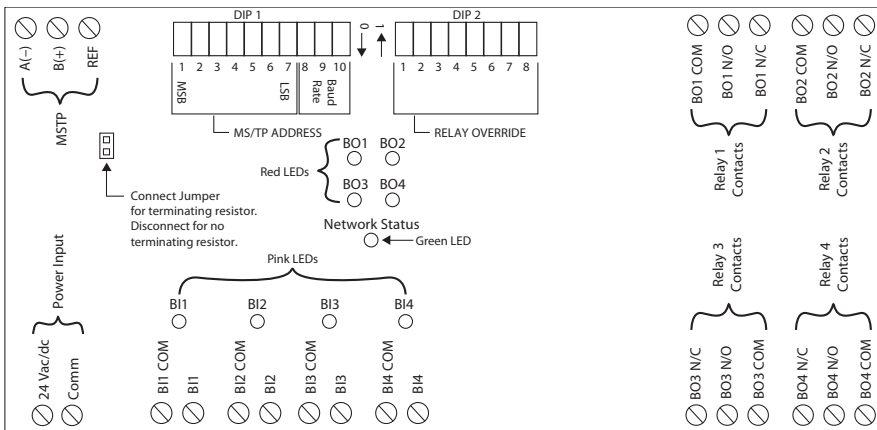 DIP 1
DIP 2
0
1
A(−)
B(+)
REF
MSTP
1 2 3 4 5 6 7 8 9 10
MSB
LSB
Baud
Rate
1 2 3 4 5 6 7 8
MS/TP ADDRESS
RELAY OVERRIDE
BO1 COM
BO1 N/O
BO1 N/C
BO2 COM
BO2 N/O
BO2 N/C
Relay 1
Contacts
Relay 2
Contacts
BO1
BO2
Red LEDs
BO3
BO4
Connect Jumper
for terminating resistor.
Disconnect for no
terminating resistor.
Network Status
Green LED
Pink LEDs
Power Input
24 Vac/dc
Comm
BI1
BI2
BI3
BI4
BI1 COM
BI1
BI2 COM
BI2
BI3 COM
BI3
BI4 COM
BI4
Relay 3
Contacts
Relay 4
Contacts
BO3 N/C
BO3 N/O
BO3 COM
BO4 N/C
BO4 N/O
BO4 COM